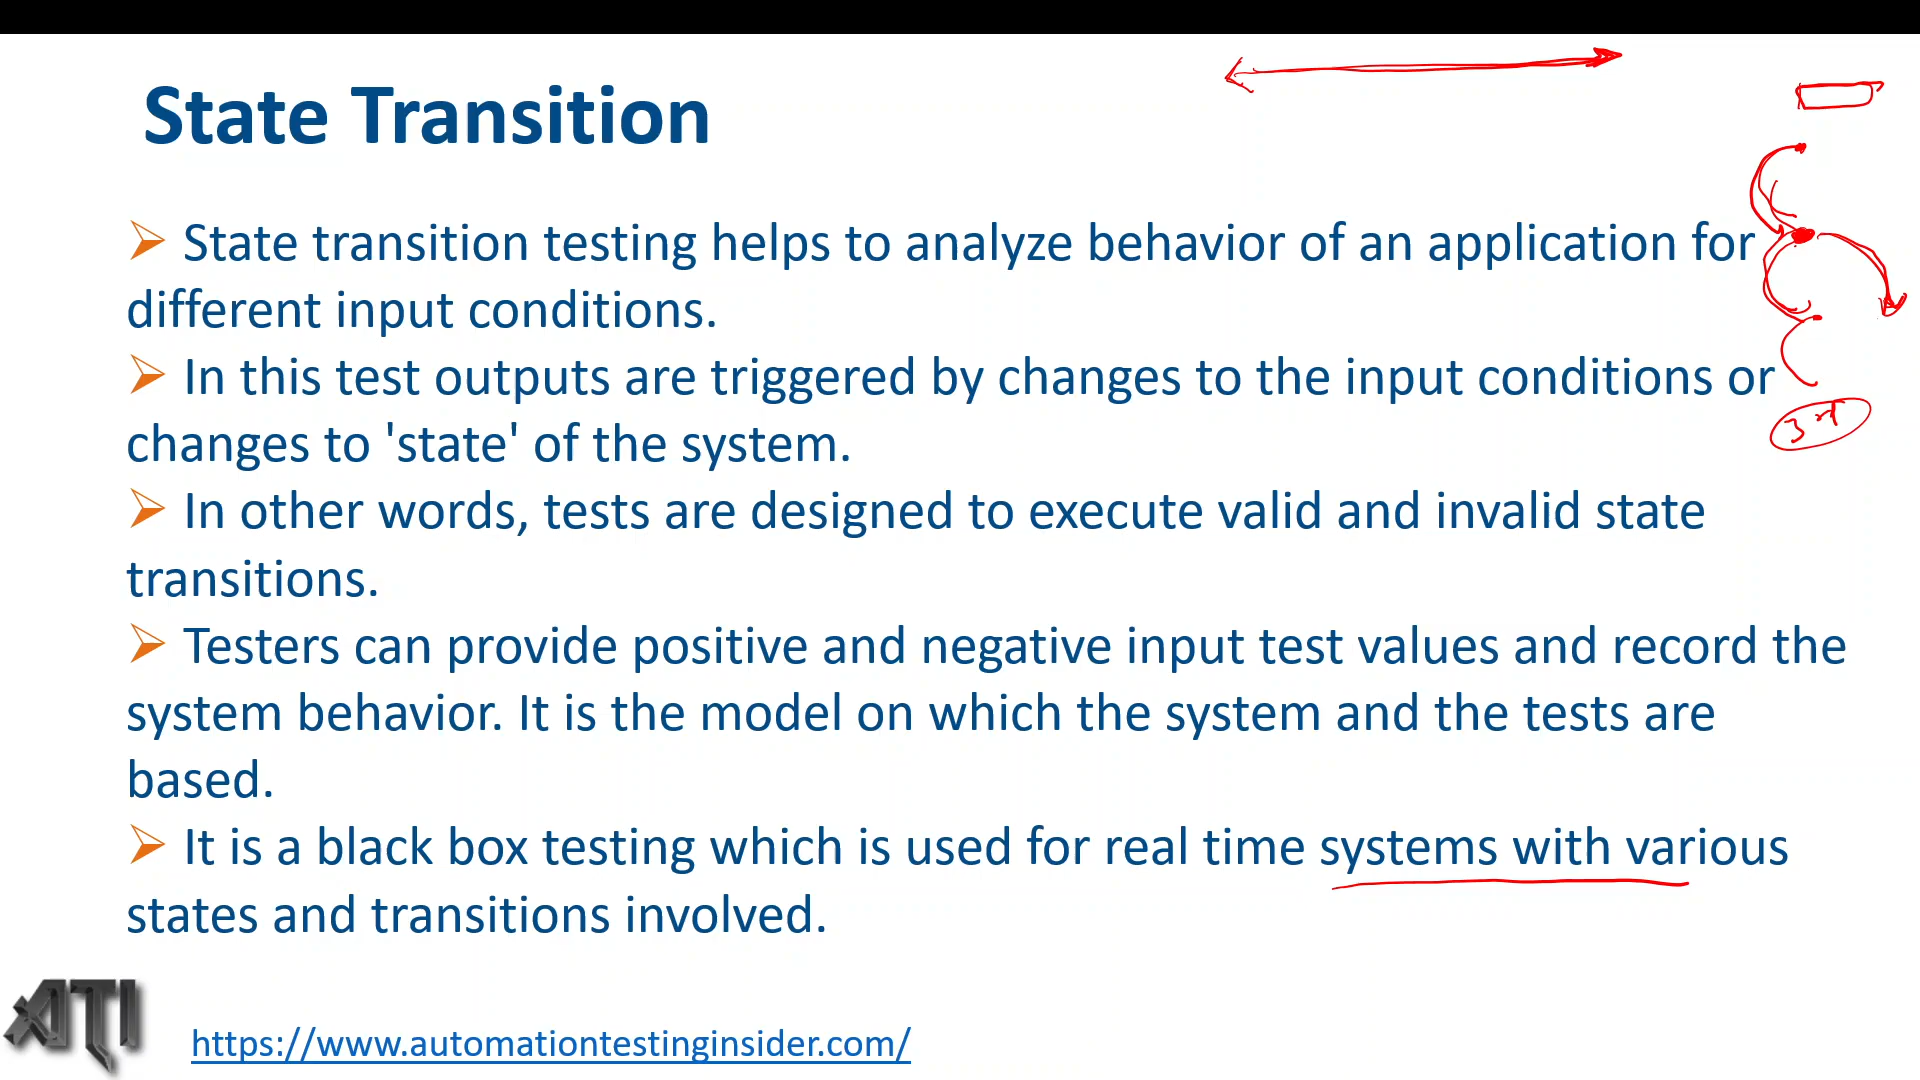 State Transition
➢ State transition testing helps to analyze behavior of an application for
different input conditions.
➢ In this test outputs are triggered by changes to the input conditions or
changes to 'state' of the system.
3rd
➢ In other words, tests are designed to execute valid and invalid state
transitions.
➢ Testers can provide positive and negative input test values and record the
system behavior. It is the model on which the system and the tests are
based.
➢ It is a black box testing which is used for real time systems with various
states and transitions involved.
ATI
https://www.automationtestinginsider.com/